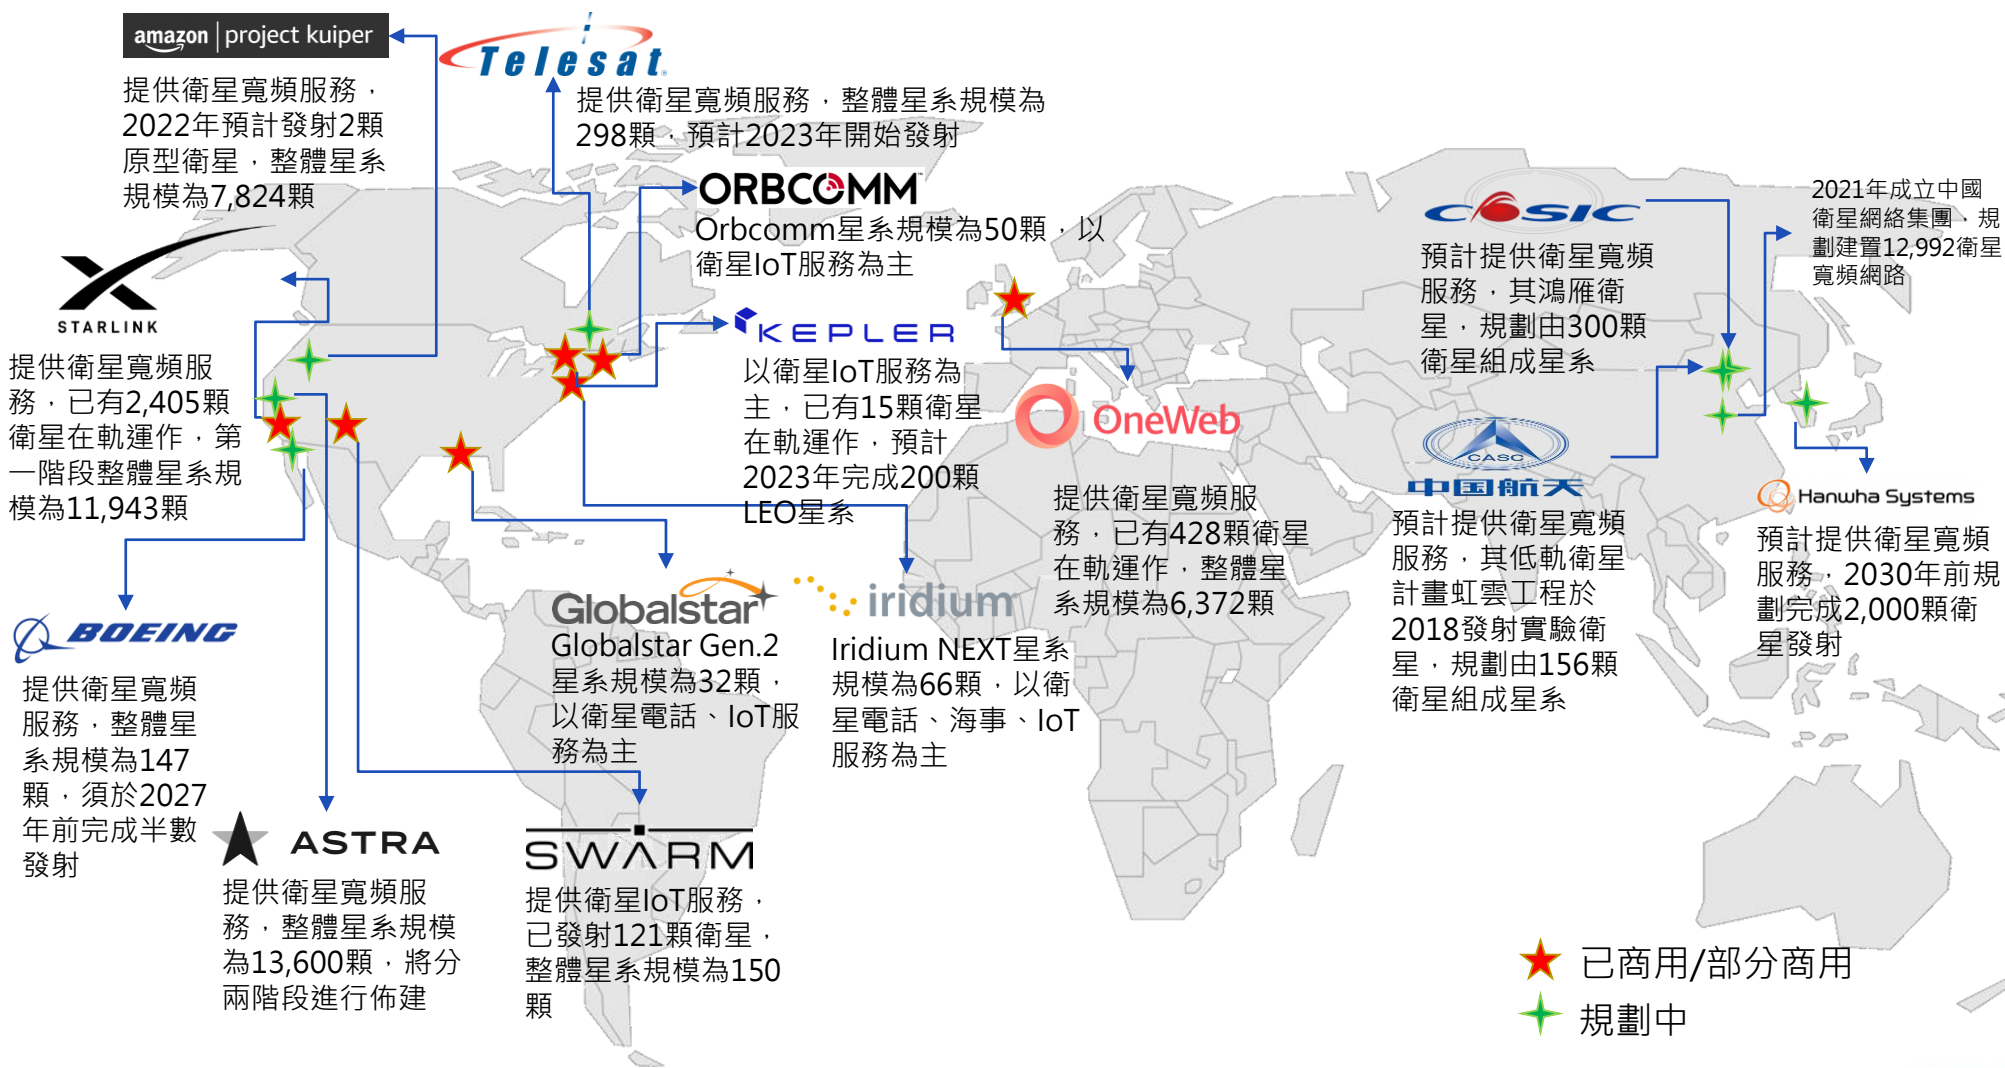 amazon | project kuiper
提供衛星寬頻服務，
2022年預計發射2顆
原型衛星，整體星系
規模為7,824顆
Telesat
提供衛星寬頻服務，整體星系規模為
298顆，預計2023年開始發射
ORBCOMM
Orbcomm星系規模為50顆，以
衛星IoT服務為主
STARLINK
提供衛星寬頻服
務，已有2,405顆
衛星在軌運作，第
一階段整體星系規
模為11,943顆
KEPLER
以衛星IoT服務為
主，已有15顆衛星
在軌運作，預計
2023年完成200顆
LEO星系
OneWeb
提供衛星寬頻服
務，已有428顆衛星
在軌運作，整體星
系規模為6,372顆
CASIC
預計提供衛星寬頻
服務，其鴻雁衛
星，規劃由300顆
衛星組成星系
2021年成立中國
衛星網絡集團，規
劃建置12,992衛星
寬頻網路
CASC
中国航天
預計提供衛星寬頻
服務，其低軌衛星
計畫虹雲工程於
2018發射實驗衛
星，規劃由156顆
衛星組成星系
Hanwha Systems
預計提供衛星寬頻
服務，2030年前規
劃完成2,000顆衛
星發射
BOEING
提供衛星寬頻
服務，整體星
系規模為147
顆，須於2027
年前完成半數
發射
Globalstar
Globalstar Gen.2
星系規模為32顆，
以衛星電話、IoT服
務為主
iridium
Iridium NEXT星系
規模為66顆，以衛
星電話、海事、IoT
服務為主
ASTRA
提供衛星寬頻服
務，整體星系規模
為13,600顆，將分
兩階段進行佈建
SWARM
提供衛星IoT服務，
已發射121顆衛星，
整體星系規模為150
顆
已商用/部分商用
規劃中